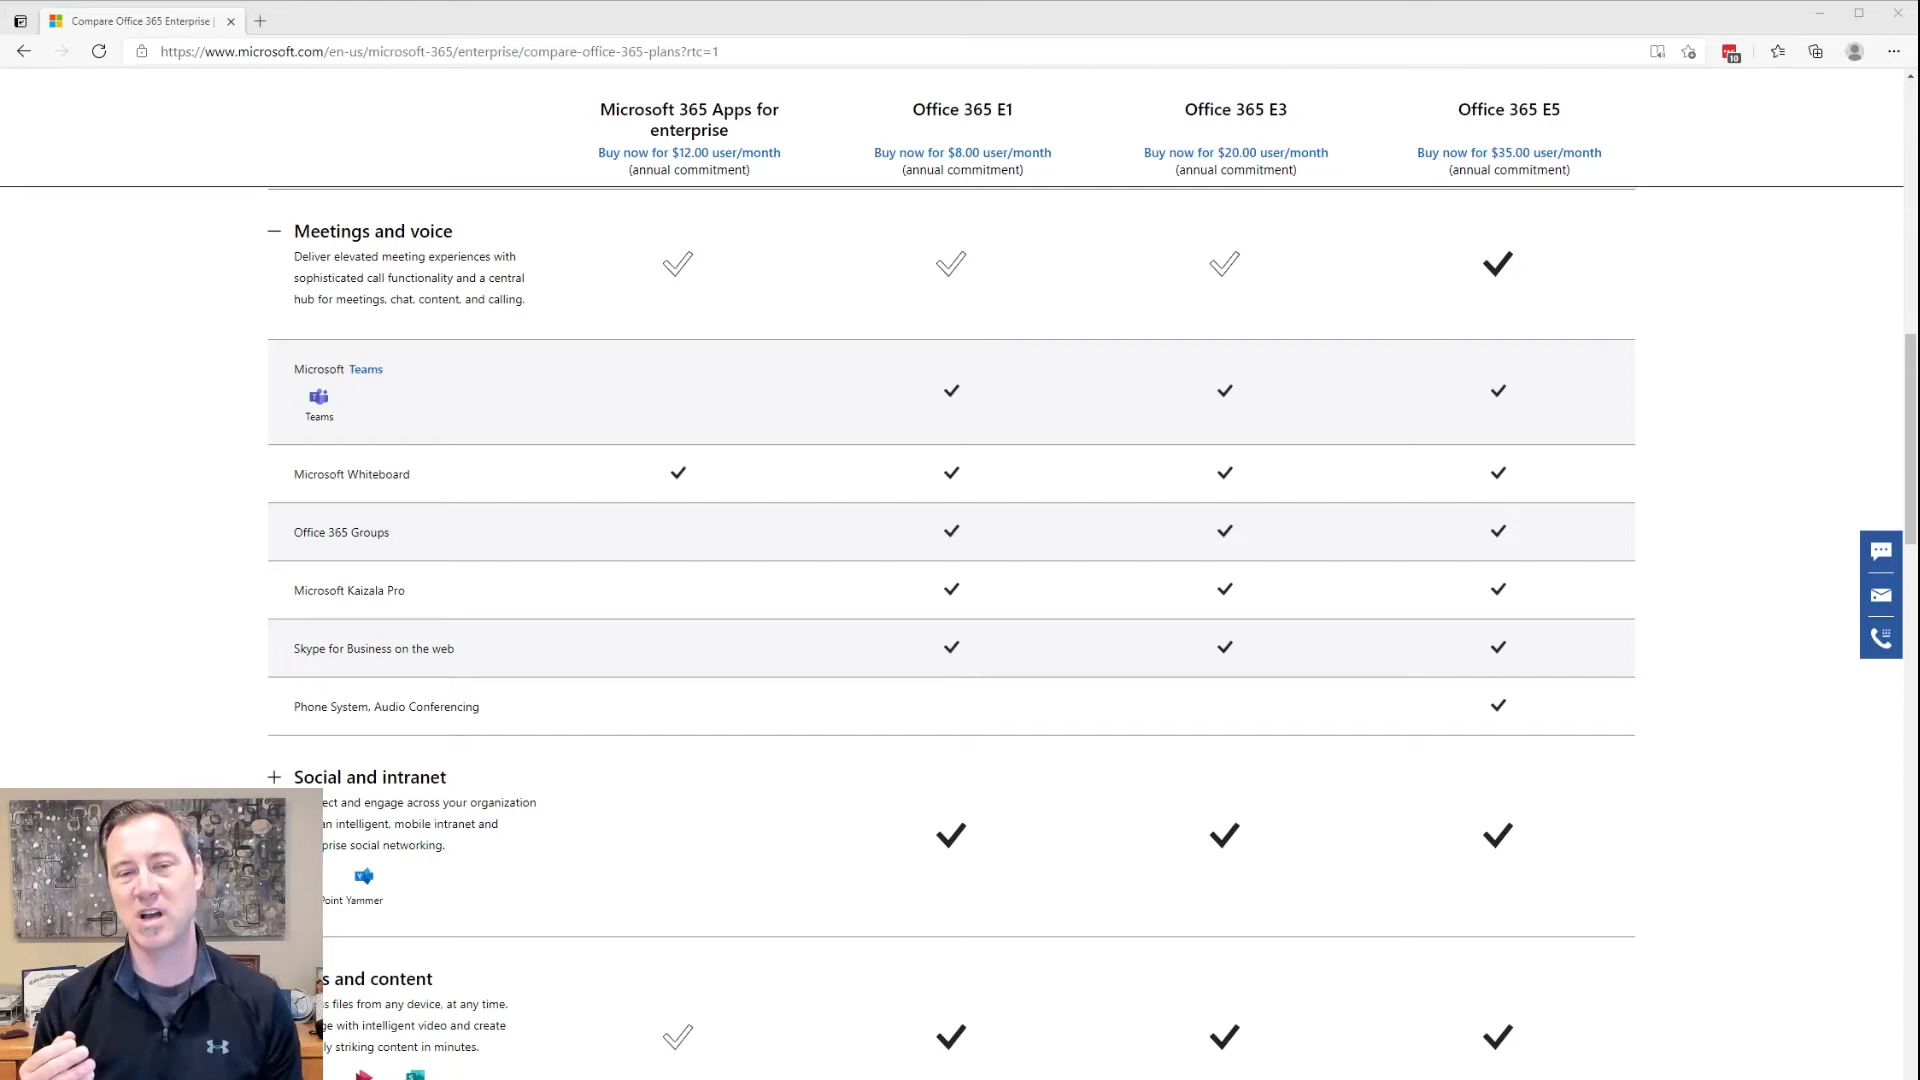 Compare Office 365 Enterprise |
https://www.microsoft.com/en-us/microsoft-365/enterprise/compare-office-365-plans?rtc=1
10
Microsoft 365 Apps for
enterprise
Buy now for $12.00 user/month
(annual commitment)
Office 365 E1
Buy now for $8.00 user/month
(annual commitment)
Office 365 E3
Buy now for $20.00 user/month
(annual commitment)
Office 365 E5
Buy now for $35.00 user/month
(annual commitment)
Meetings and voice
Deliver elevated meeting experiences with
sophisticated call functionality and a central
hub for meetings, chat, content, and calling.
Microsoft Teams
Teams
Microsoft Whiteboard
Office 365 Groups
Microsoft Kaizala Pro
Skype for Business on the web
Phone System, Audio Conferencing
Social and intranet
ect and engage across your organization
an intelligent, mobile intranet and
prise social networking.
Point Yammer
s and content
s files from any device, at any time.
ge with intelligent video and create
ly striking content in minutes.